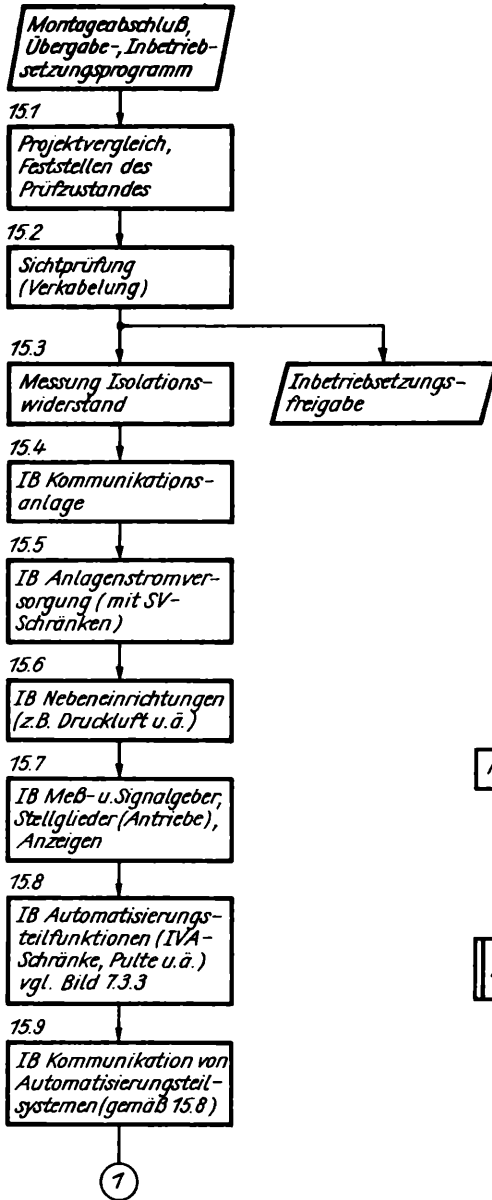 Montageabschluß,
Übergabe-, Inbetrieb-
setzungsprogramm
15.1
Projektvergleich,
Feststellen des
Prüfzustandes
15.2
Sichtprüfung
(Verkabelung)
15.3
Messung Isolations-
widerstand
Inbetriebsetzungs-
freigabe
15.4
IB Kommunikations-
anlage
15.5
IB Anlagenstromver-
sorgung (mit SV-
Schränken)
15.6
IB Nebeneinrichtungen
(z.B. Druckluft u.ä.)
15.7
IB Meß- u. Signalgeber,
Stellglieder (Antriebe),
Anzeigen
15.8
IB Automatisierungs-
teilfunktionen (IVA-
Schränke, Pulte u.ä.)
vgl. Bild 7.3.3
15.9
IB Kommunikation von
Automatisierungsteil-
systemen (gemäß 15.8)
1